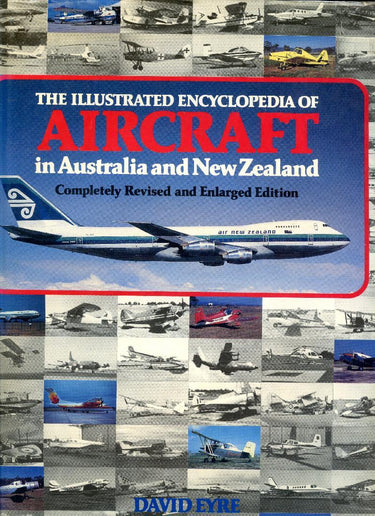 THE ILLUSTRATED ENCYCLOPEDIA OF
AIRCRAFT
in Australia and New Zealand
Completely Revised and Enlarged Edition
air new zealand
DAVID EYRE